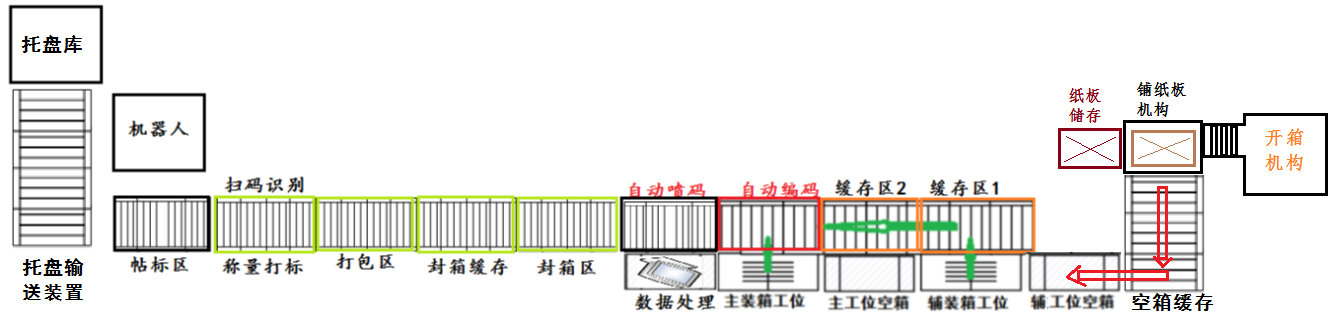 托盘库
机器人
托盘输
送装置
扫码识别
自动喷码
自动编码
缓存区2
缓存区1
纸板
储存
铺纸板
机构
开箱
机构
帖标区
称量打标
打包区
封箱缓存
封箱区
数据处理
主装箱工位
主工位空箱
辅装箱工位
辅工位空箱
空箱缓存